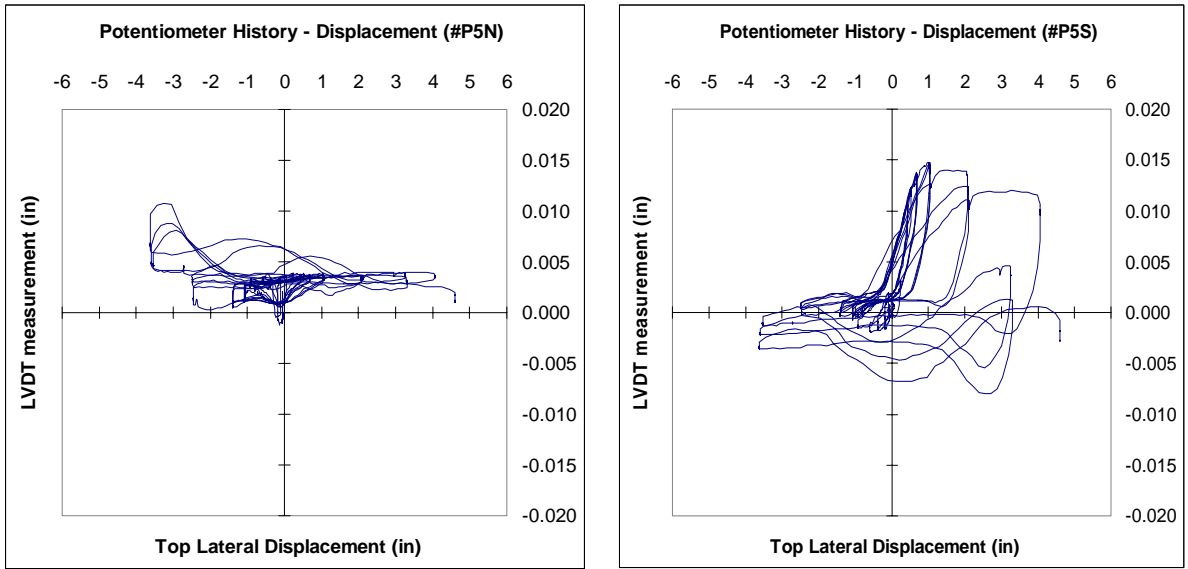 Potentiometer History - Displacement (#P5N)
-6 -5 -4 -3 -2 -1 0 1 2 3 4 5 6
0.020
0.015
0.010
0.005
0.000
-0.005
-0.010
-0.015
-0.020
LVDT measurement (in)
Top Lateral Displacement (in)
Potentiometer History - Displacement (#P5S)
-6 -5 -4 -3 -2 -1 0 1 2 3 4 5 6
0.020
0.015
0.010
0.005
0.000
-0.005
-0.010
-0.015
-0.020
LVDT measurement (in)
Top Lateral Displacement (in)